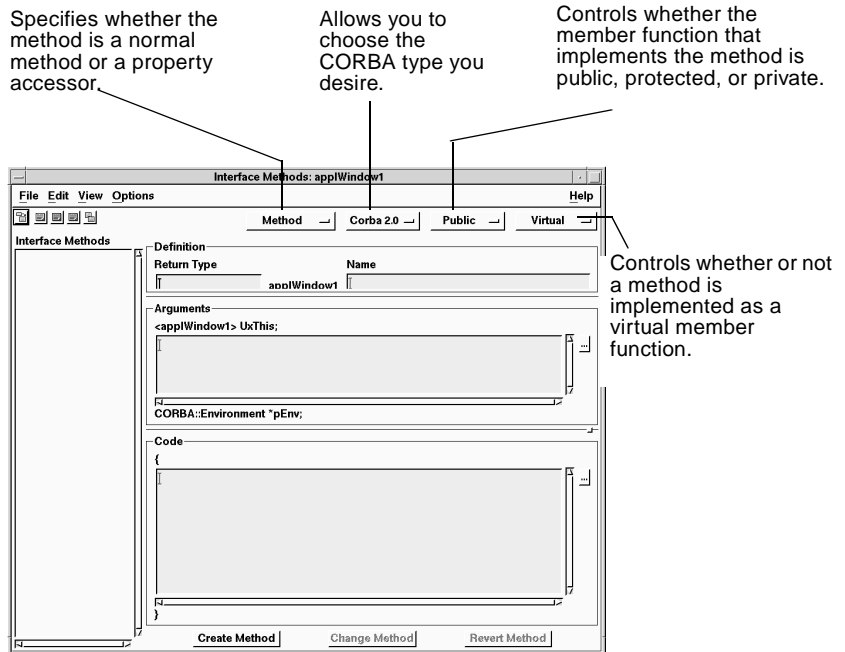 Specifies whether the
method is a normal
method or a property
accessor.
Allows you to
choose the
CORBA type you
desire.
Controls whether the
member function that
implements the method is
public, protected, or private.
Interface Methods: applWindow1
File Edit View Options Help
Method Corba 2.0 Public Virtual
Interface Methods
Definition
Return Type Name
applWindow1
Controls whether or not
a method is
implemented as a
virtual member
function.
Arguments
<applWindow1> UxThis;
...
CORBA::Environment *pEnv;
Code
{
...
}
Create Method Change Method Revert Method